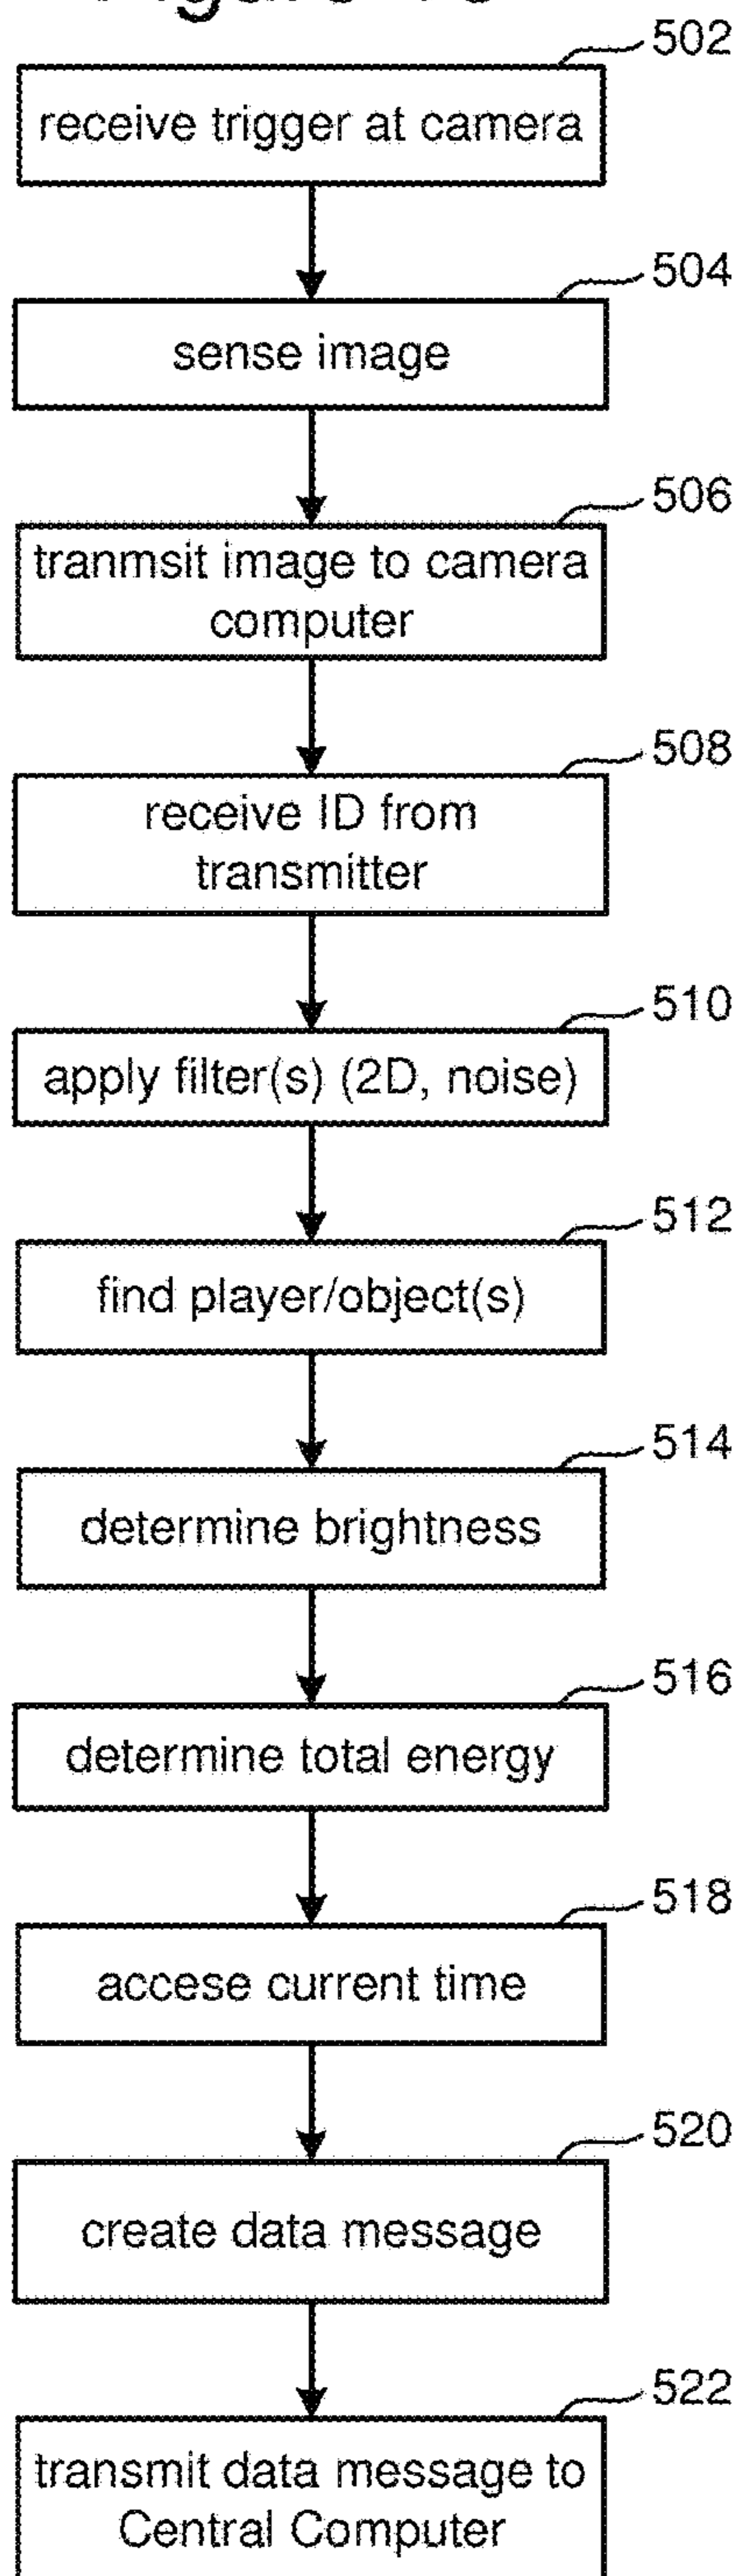 502
receive trigger at camera
504
sense image
506
tranmsit image to camera
computer
508
receive ID from
transmitter
510
apply filter(s) (2D, noise)
512
find player/object(s)
514
determine brightness
516
determine total energy
518
accese current time
520
create data message
522
transmit data message to
Central Computer